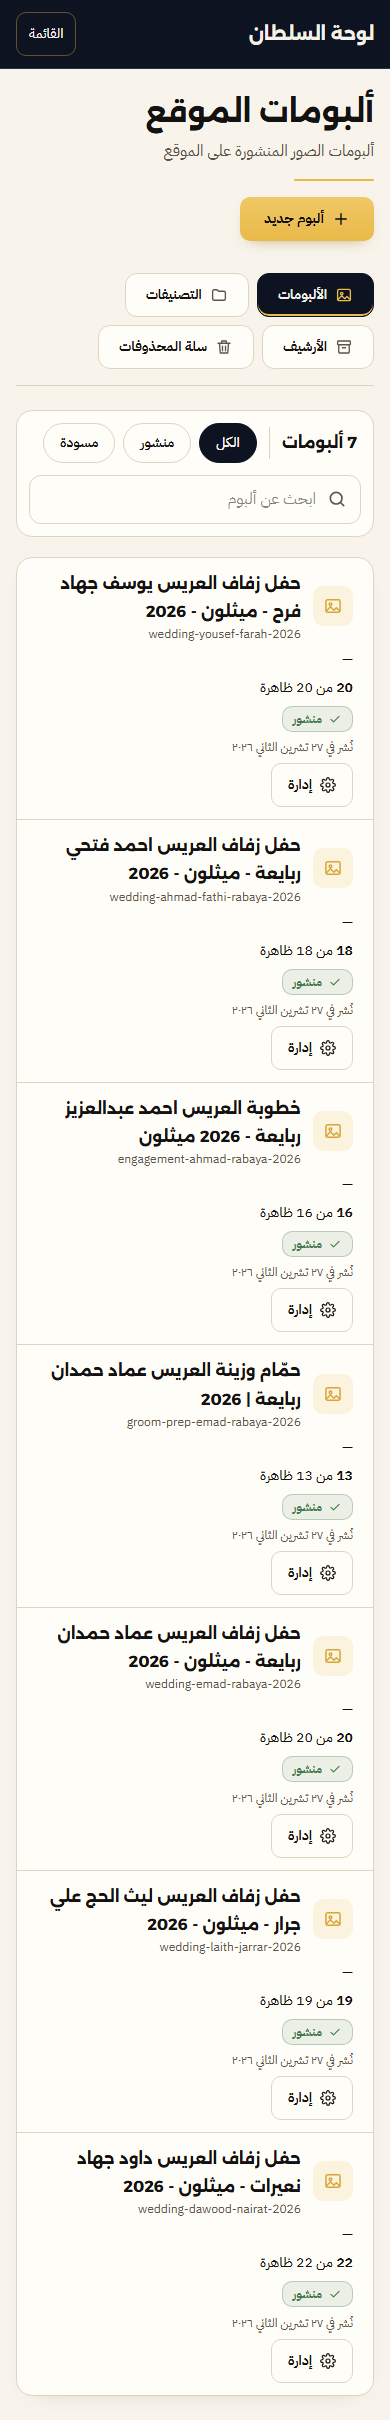 لوحة السلطان
القائمة
ألبومات الموقع
ألبومات الصور المنشورة على الموقع
ألبوم جديد
الألبومات
التصنيفات
الأرشيف
سلة المحذوفات
7 ألبومات
الكل
منشور
مسودة
ابحث عن ألبوم
حفل زفاف العريس يوسف جهاد
فرح - ميثلون - 2026
wedding-yousef-farah-2026
—
20 من 20 ظاهرة
منشور
نُشر في ٢٧ تشرين الثاني ٢٠٢٦
إدارة
حفل زفاف العريس احمد فتحي
ربايعة - ميثلون - 2026
wedding-ahmad-fathi-rabaya-2026
—
18 من 18 ظاهرة
منشور
نُشر في ٢٧ تشرين الثاني ٢٠٢٦
إدارة
خطوبة العريس احمد عبدالعزيز
ربايعة - 2026 ميثلون
engagement-ahmad-rabaya-2026
—
16 من 16 ظاهرة
منشور
نُشر في ٢٧ تشرين الثاني ٢٠٢٦
إدارة
حمّام وزينة العريس عماد حمدان
ربايعة | 2026
groom-prep-emad-rabaya-2026
—
13 من 13 ظاهرة
منشور
نُشر في ٢٧ تشرين الثاني ٢٠٢٦
إدارة
حفل زفاف العريس عماد حمدان
ربايعة - ميثلون - 2026
wedding-emad-rabaya-2026
—
20 من 20 ظاهرة
منشور
نُشر في ٢٧ تشرين الثاني ٢٠٢٦
إدارة
حفل زفاف العريس ليث الحج علي
جرار - ميثلون - 2026
wedding-laith-jarrar-2026
—
19 من 19 ظاهرة
منشور
نُشر في ٢٧ تشرين الثاني ٢٠٢٦
إدارة
حفل زفاف العريس داود جهاد
نعيرات - ميثلون - 2026
wedding-dawood-nairat-2026
—
22 من 22 ظاهرة
منشور
نُشر في ٢٧ تشرين الثاني ٢٠٢٦
إدارة